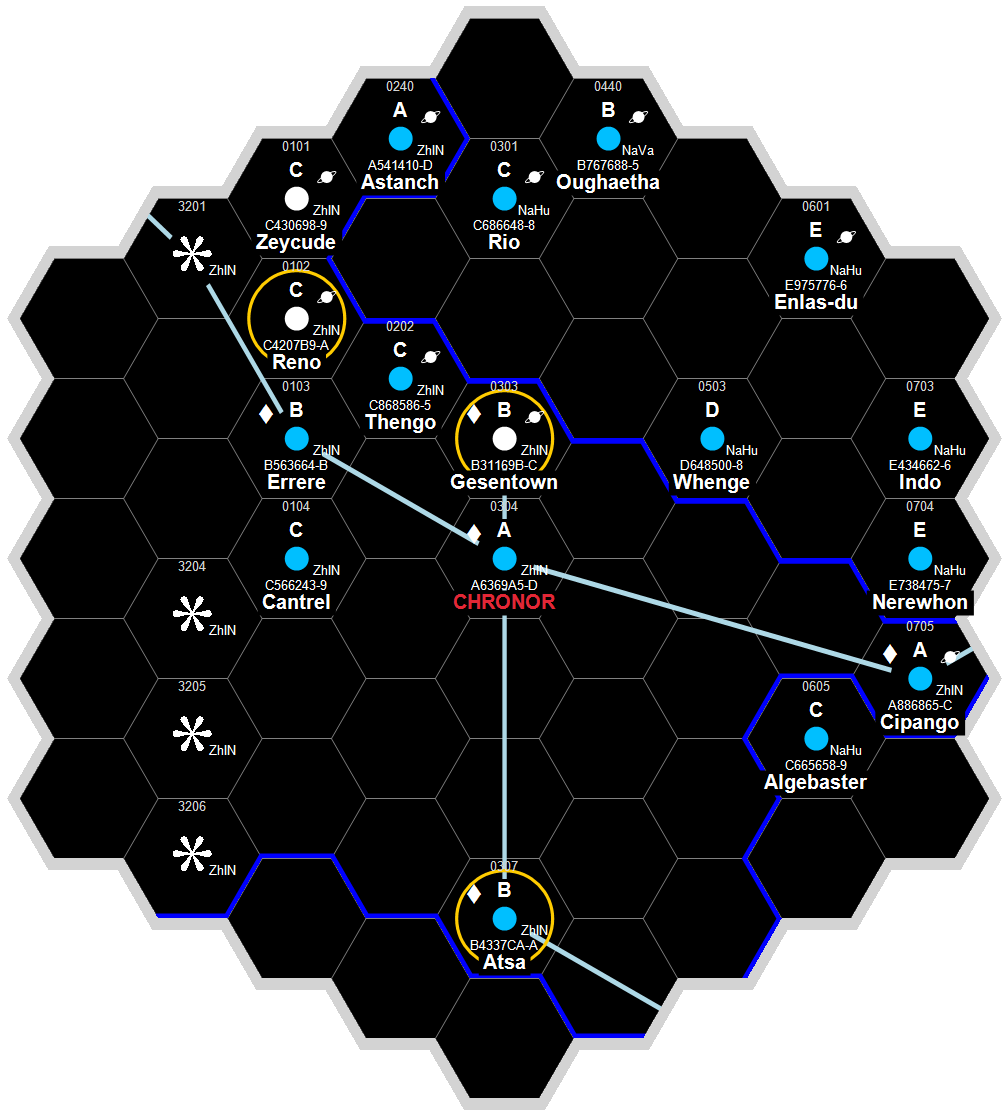 0240
A
ZhIN
A541410-D
Astanch
0440
B
NaVa
B767688-5
Oughaetha
0101
C
ZhIN
C430698-9
Zeycude
0301
C
NaHu
C686648-8
Rio
3201
ZhIN
0601
E
NaHu
E975776-6
Enlas-du
0102
C
ZhIN
C4207B9-A
Reno
0202
C
ZhIN
C868586-5
Thengo
0103
B
ZhIN
B563664-B
Errere
0303
B
ZhIN
B31169B-C
Gesentown
0503
D
NaHu
D648500-8
Whenge
0703
E
NaHu
E434662-6
Indo
0104
C
ZhIN
C566243-9
Cantrel
0304
A
ZhIN
A6369A5-D
CHRONOR
0704
E
NaHu
E738475-7
Nerewhon
3204
ZhIN
0705
A
ZhIN
A886865-C
Cipango
3205
ZhIN
0605
C
NaHu
C665658-9
Algebaster
3206
ZhIN
0307
B
ZhIN
B4337CA-A
Atsa